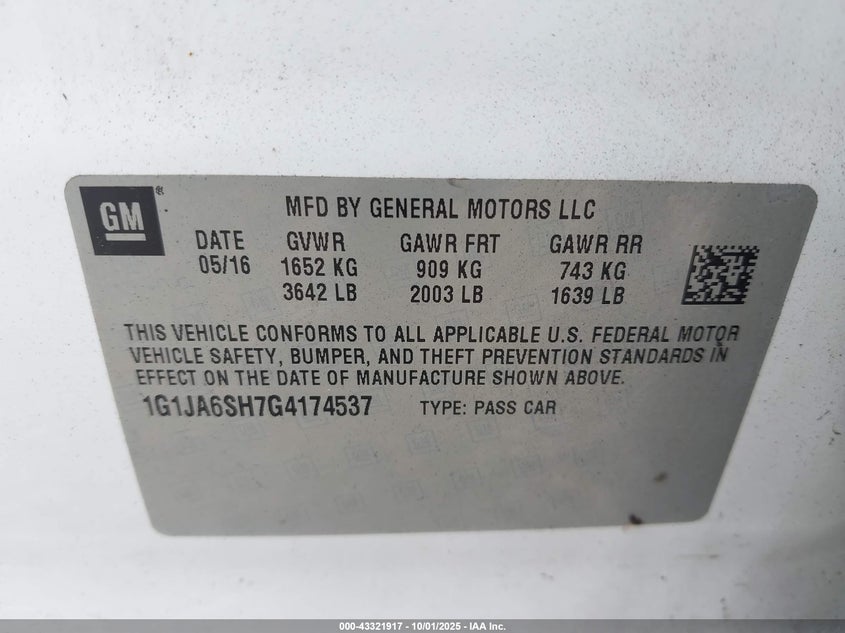 GM®
MFD BY GENERAL MOTORS LLC
DATE GVWR GAWR FRT GAWR RR
05/16 1652 KG 909 KG 743 KG
3642 LB 2003 LB 1639 LB
THIS VEHICLE CONFORMS TO ALL APPLICABLE U.S. FEDERAL MOTOR
VEHICLE SAFETY, BUMPER, AND THEFT PREVENTION STANDARDS IN
EFFECT ON THE DATE OF MANUFACTURE SHOWN ABOVE.
1G1JA6SH7G4174537 TYPE: PASS CAR
000-43321917 - 10/01/2025 - IAA Inc.